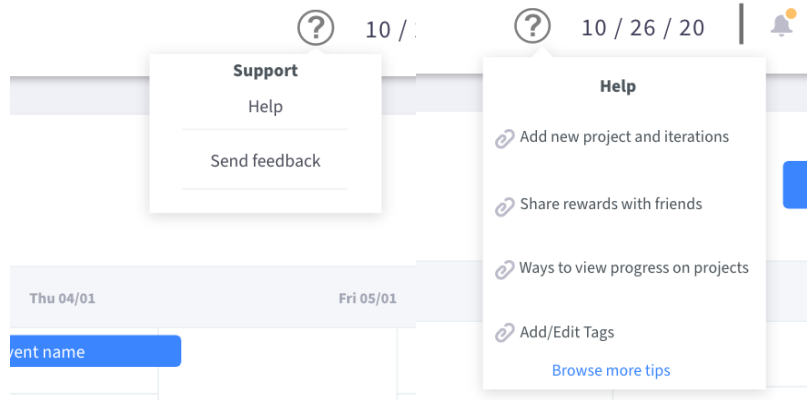 10 /
Support
Help
Send feedback
Thu 04/01
Fri 05/01
vent name
10 / 26 / 20
Help
Add new project and iterations
Share rewards with friends
Ways to view progress on projects
Add/Edit Tags
Browse more tips